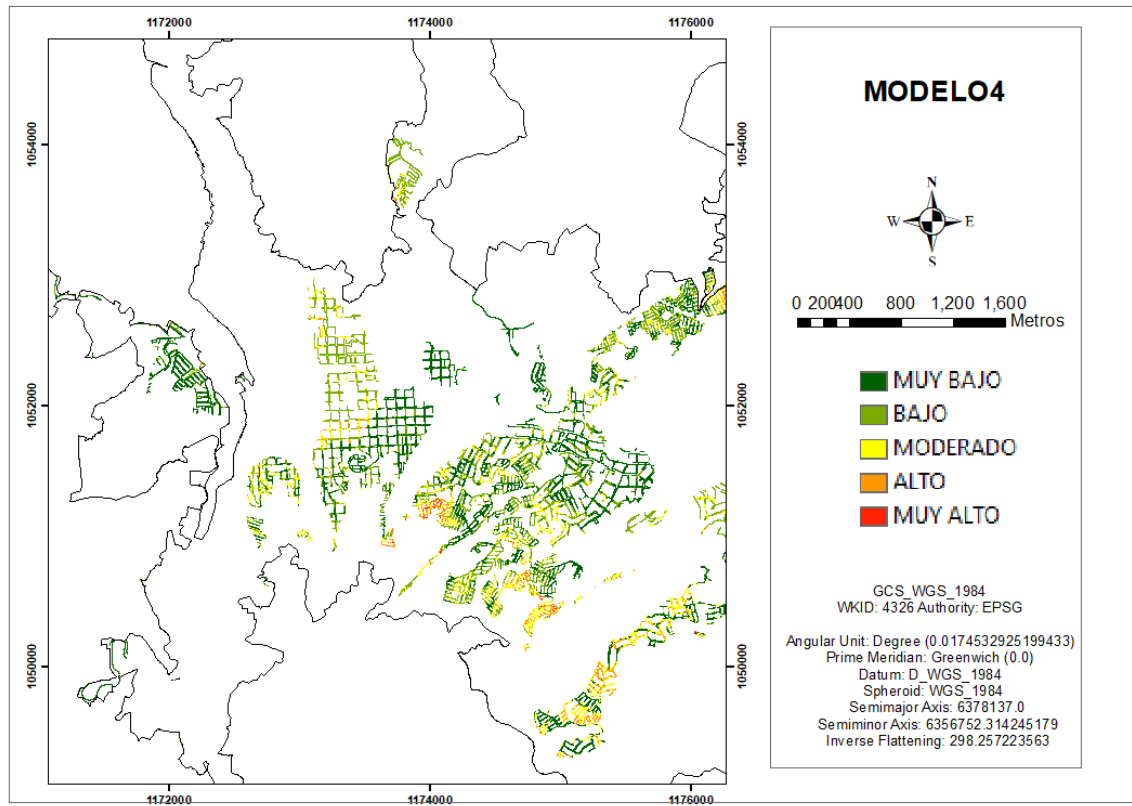 1172000 1174000 1176000
1054000 1054000
1052000 1052000
1050000 1050000
1172000 1174000 1176000
MODELO4
N
W E
S
0 200400 800 1,200 1,600
Metros
MUY BAJO
BAJO
MODERADO
ALTO
MUY ALTO
GCS_WGS_1984
WKID: 4326 Authority: EPSG
Angular Unit: Degree (0.0174532925199433)
Prime Meridian: Greenwich (0.0)
Datum: D_WGS_1984
Spheroid: WGS_1984
Semimajor Axis: 6378137.0
Semiminor Axis: 6356752.314245179
Inverse Flattening: 298.257223563